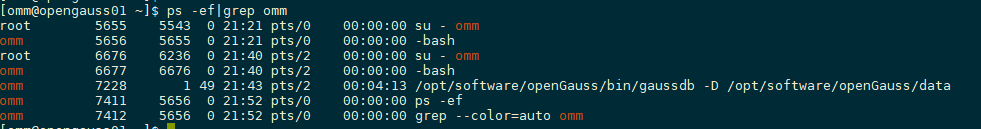 [omm@opengauss01 ~]$ ps -ef|grep omm
root 5655 5543 0 21:21 pts/0 00:00:00 su - omm
omm 5656 5655 0 21:21 pts/0 00:00:00 -bash
root 6676 6236 0 21:40 pts/2 00:00:00 su - omm
omm 6677 6676 0 21:40 pts/2 00:00:00 -bash
omm 7228 1 49 21:43 pts/2 00:04:13 /opt/software/openGauss/bin/gaussdb -D /opt/software/openGauss/data
omm 7411 5656 0 21:52 pts/0 00:00:00 ps -ef
omm 7412 5656 0 21:52 pts/0 00:00:00 grep --color=auto omm
[omm@opengauss01 ~]$